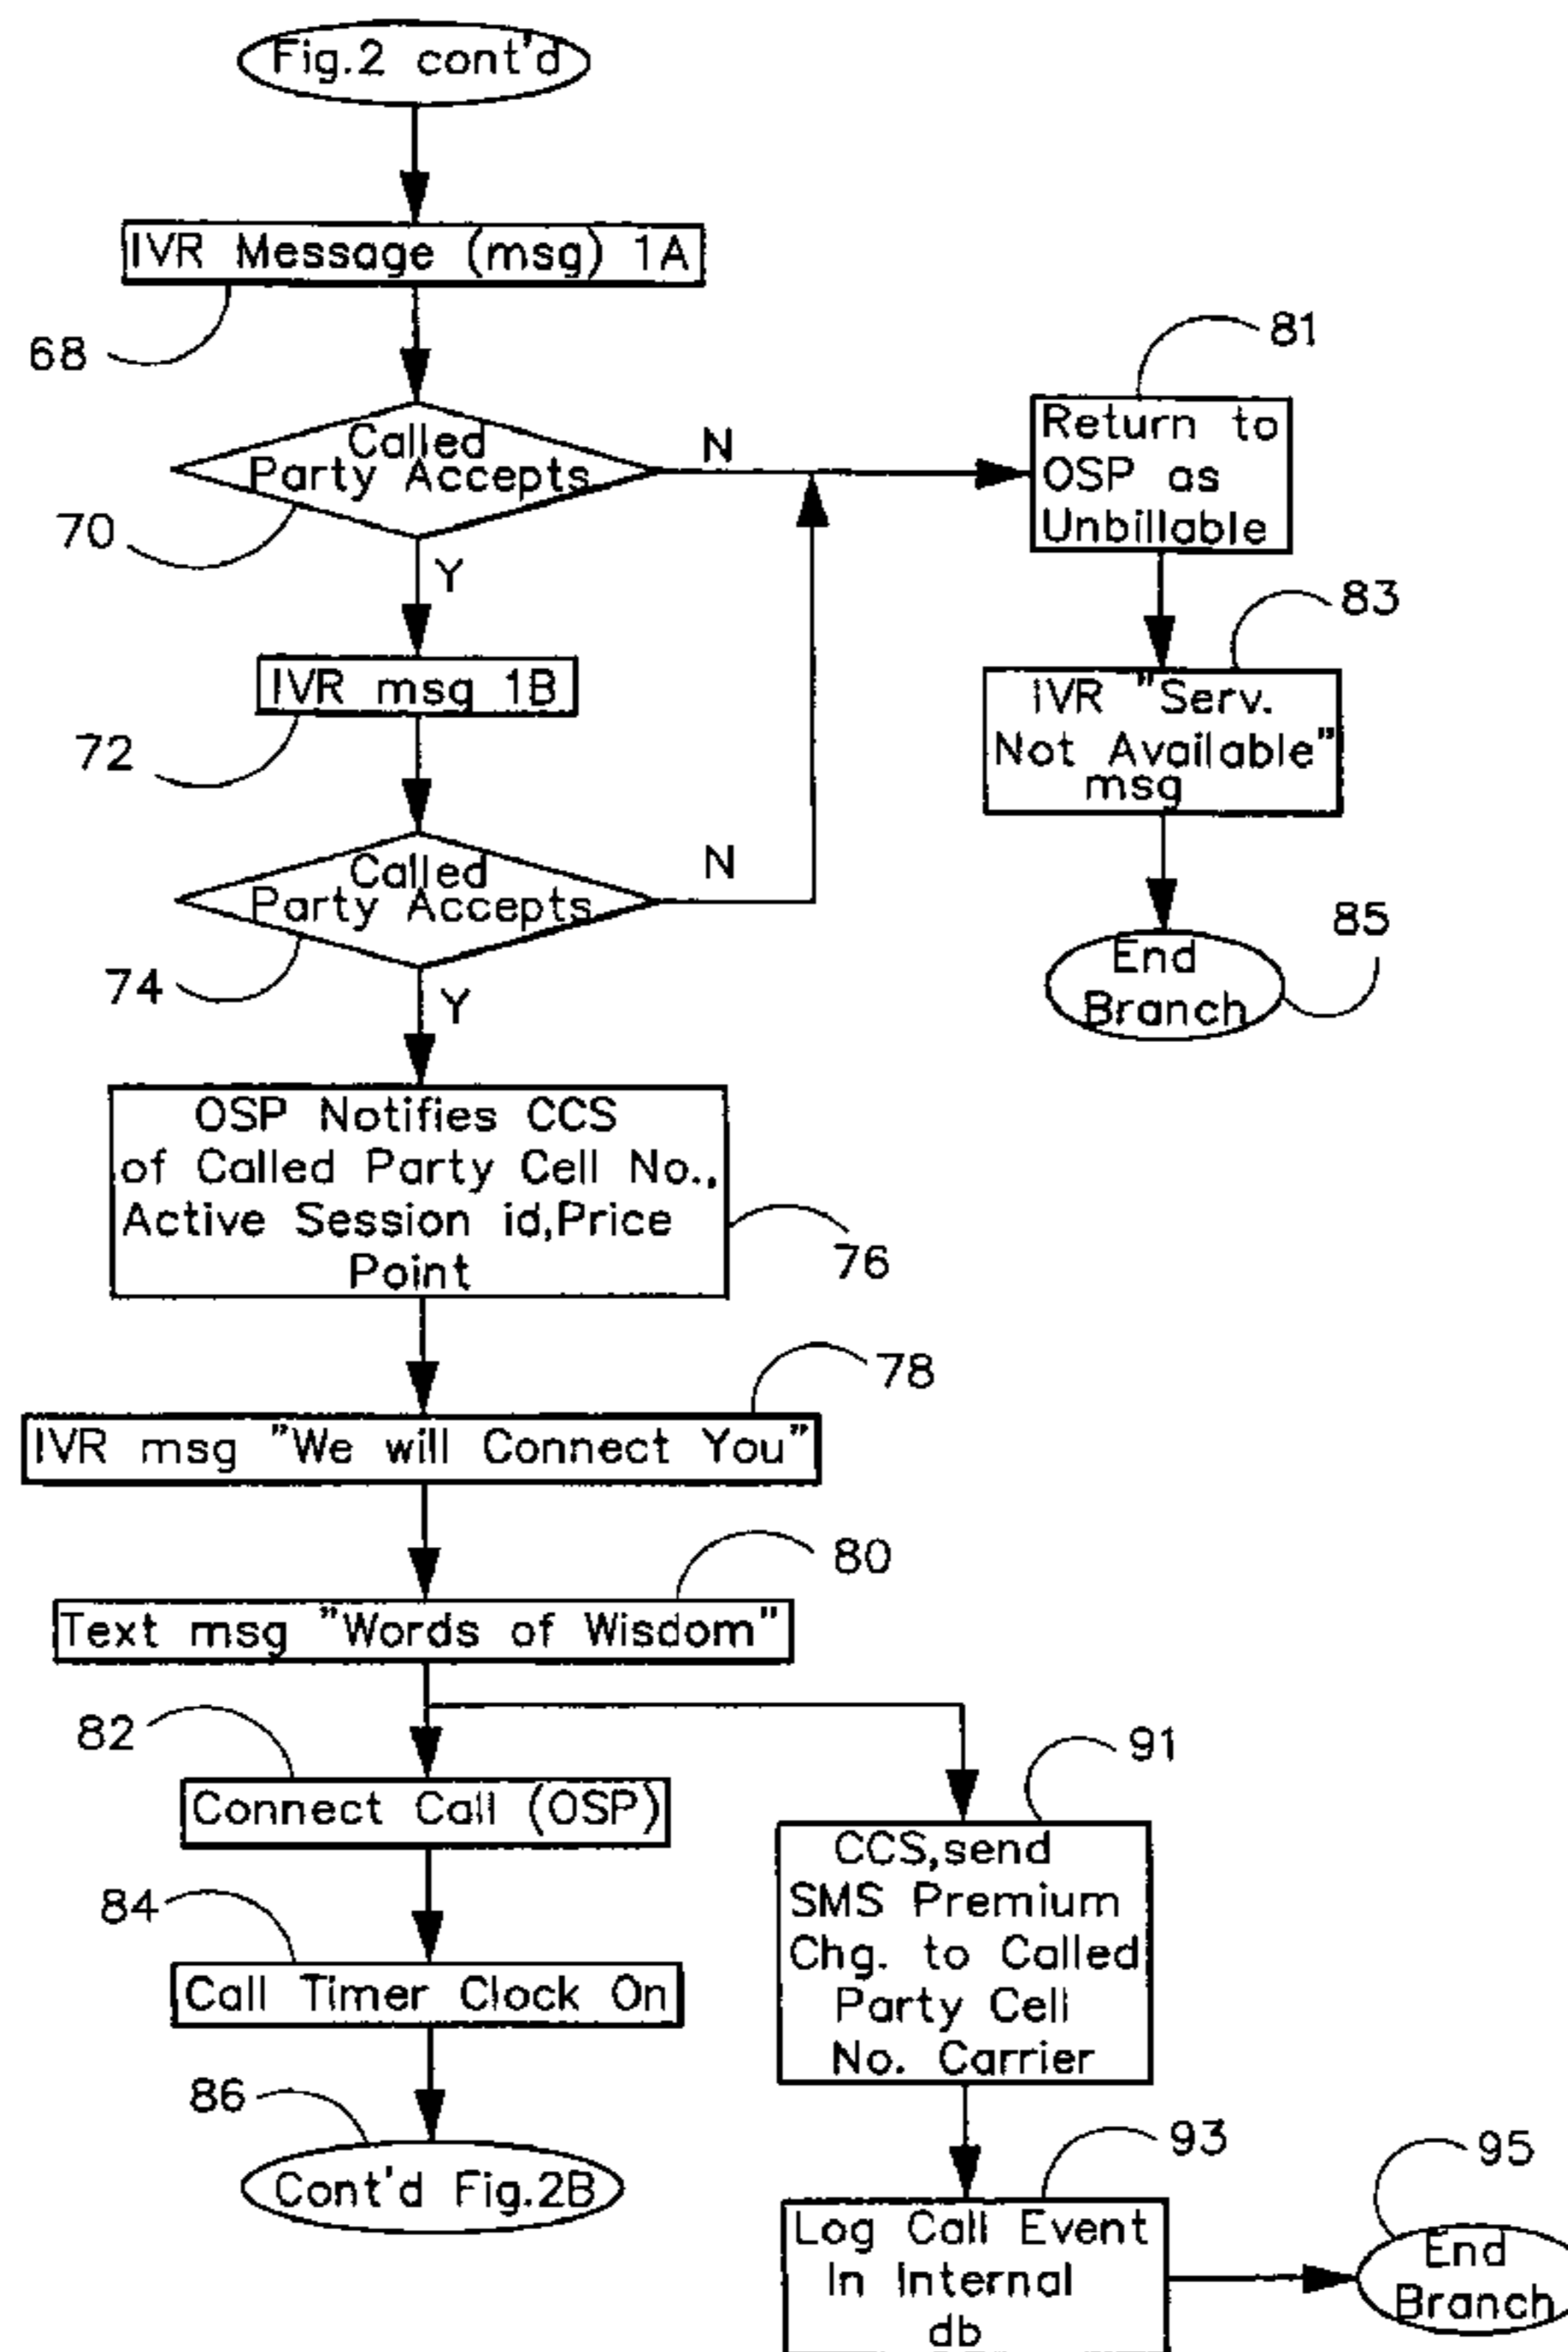 Fig.2 cont'd
IVR Message (msg) 1A
68
Called
Party Accepts
N
70
Y
81
Return to
OSP as
Unbillable
83
IVR "Serv.
Not Available"
msg
85
End
Branch
IVR msg 1B
72
Called
Party Accepts
N
74
Y
OSP Notifies CCS
of Called Party Cell No.,
Active Session id,Price
Point
76
78
IVR msg "We will Connect You"
80
Text msg "Words of Wisdom"
82
Connect Call (OSP)
84
Call Timer Clock On
86
Cont'd Fig.2B
91
CCS,send
SMS Premium
Chg. to Called
Party Cell
No. Carrier
93
Log Call Event
In Internal
db
95
End
Branch